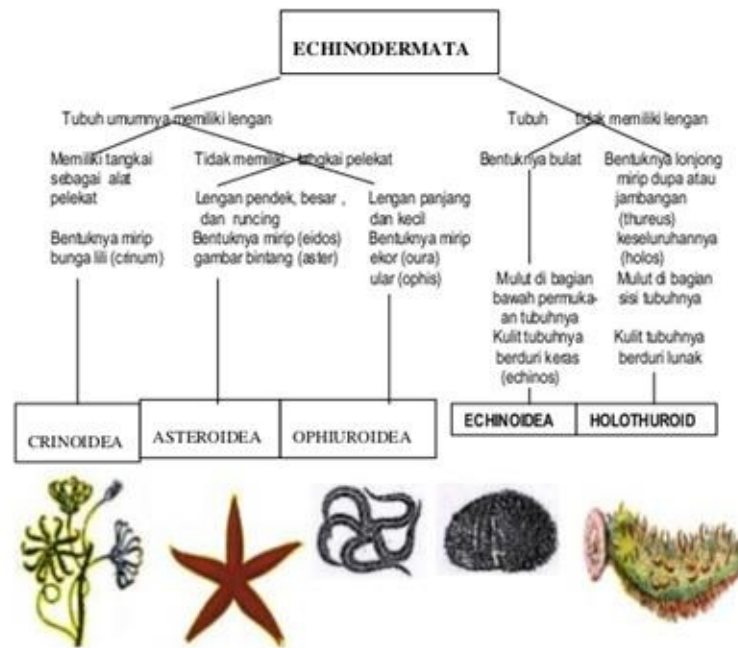 ECHINODERMATA
Tubuh umumnya memiliki lengan
Tubuh tidak memiliki lengan
Memiliki tangkai
sebagai alat
pelekat
Tidak memiliki tangkai pelekat
Bentuknya bulat
Bentuknya lonjong
mirip dupa atau
jambangan
(thureus)
keseluruhannya
(holos)
Lengan pendek, besar ,
dan runcing
Lengan panjang
dan kecil
Bentuknya mirip
bunga lili (crinum)
Bentuknya mirip (eidos)
gambar bintang (aster)
Bentuknya mirip
ekor (oura)
ular (ophis)
Mulut di bagian
bawah permuka-
an tubuhnya
Kulit tubuhnya
berduri keras
(echinos)
Mulut di bagian
sisi tubuhnya
Kulit tubuhnya
berduri lunak
CRINOIDEA
ASTEROIDEA
OPHIUROIDEA
ECHINOIDEA
HOLOTHUROID